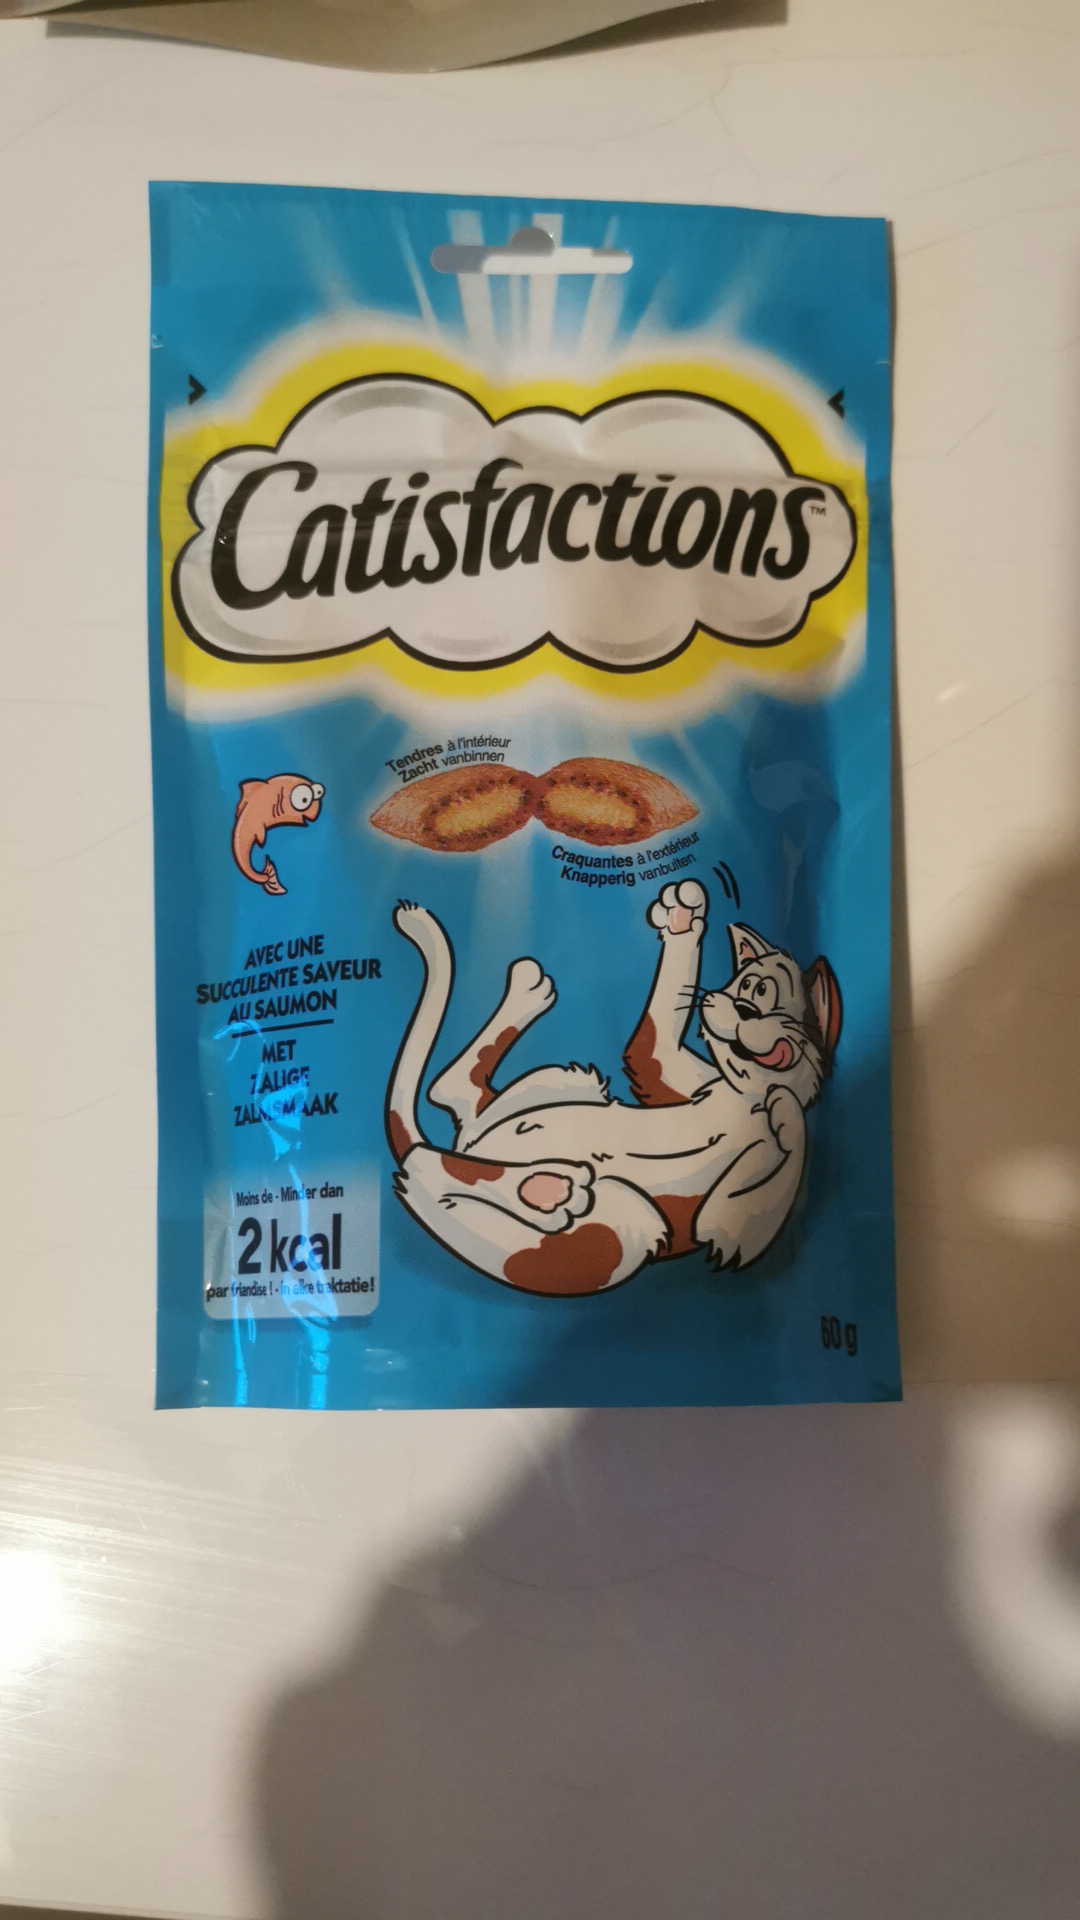 Catisfactions™
Tendres à l'intérieur
Zacht vanbinnen
Craquantes à l'extérieur
Knapperig vanbuiten
AVEC UNE
SUCCULENTE SAVEUR
AU SAUMON
MET
ZALIGE
ZALMSMAAK
Moins de - Minder dan
2 kcal
par friandise ! - in elke traktatie !
60 g